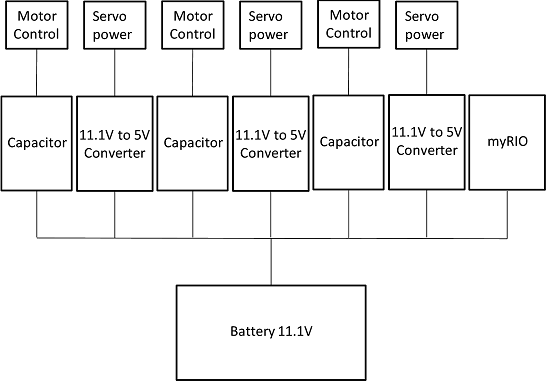 Motor
Control
Servo
power
Motor
Control
Servo
power
Motor
Control
Servo
power
Capacitor
11.1V to 5V
Converter
Capacitor
11.1V to 5V
Converter
Capacitor
11.1V to 5V
Converter
myRIO
Battery 11.1V